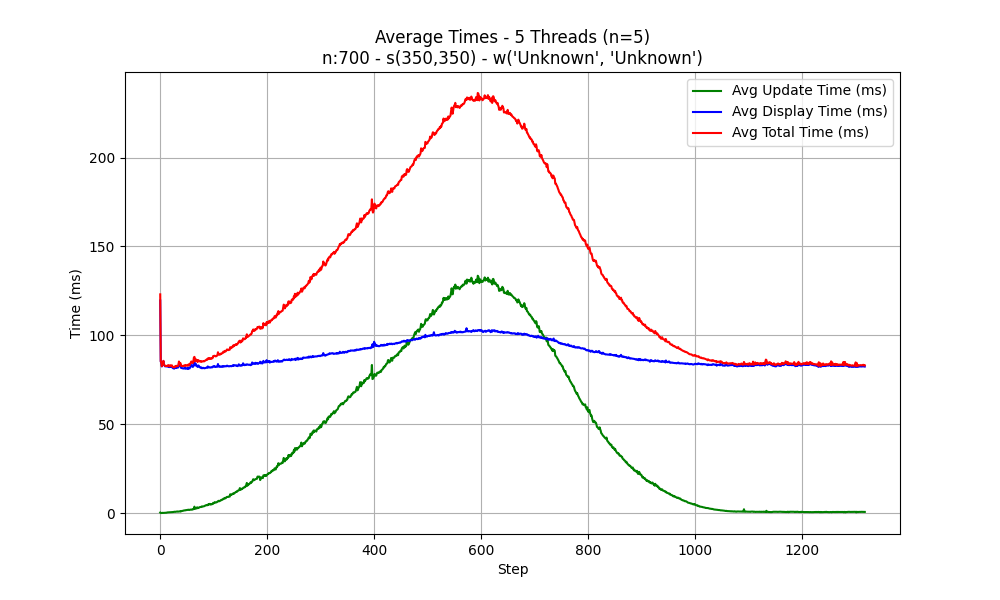 Average Times - 5 Threads (n=5)
n:700 - s(350,350) - w('Unknown', 'Unknown')
Avg Update Time (ms)
Avg Display Time (ms)
Avg Total Time (ms)
Time (ms)
200
150
100
50
0
0 200 400 600 800 1000 1200
Step